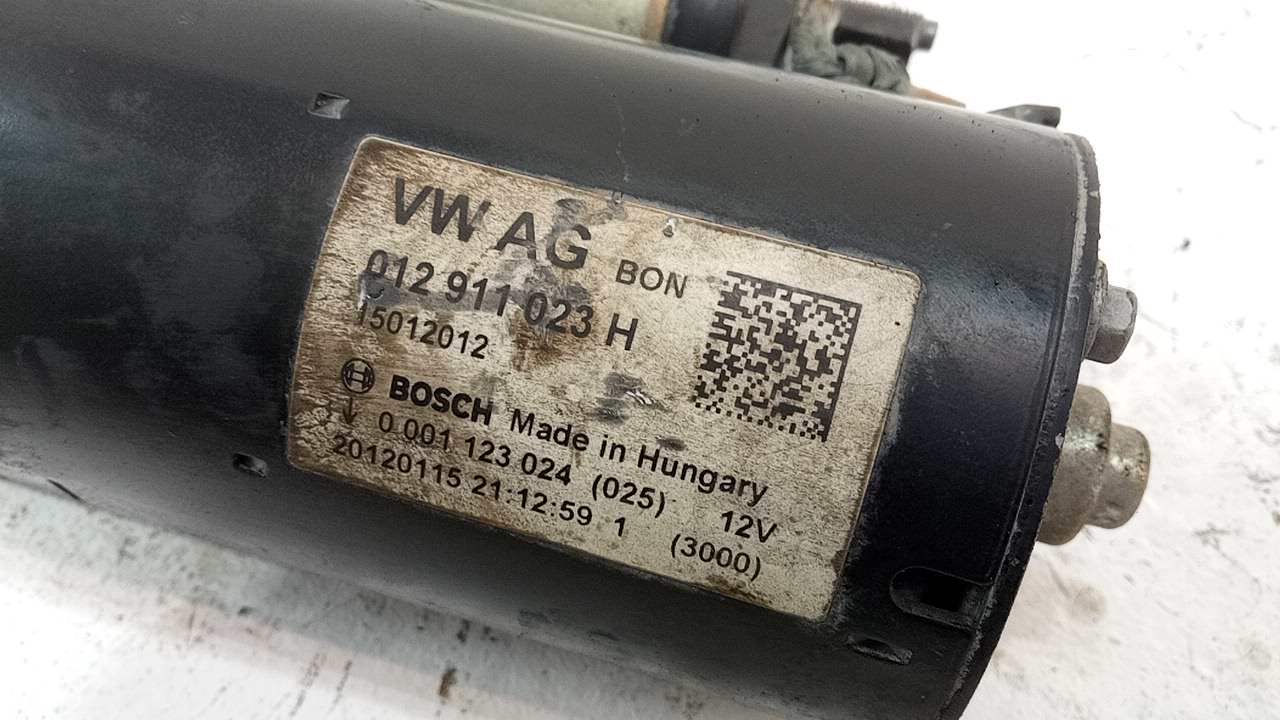 VW AG BON
012 911 023 H
15012012
BOSCH Made in Hungary
0 001 123 024 (025) 12V
20120115 21:12:59 1 (3000)